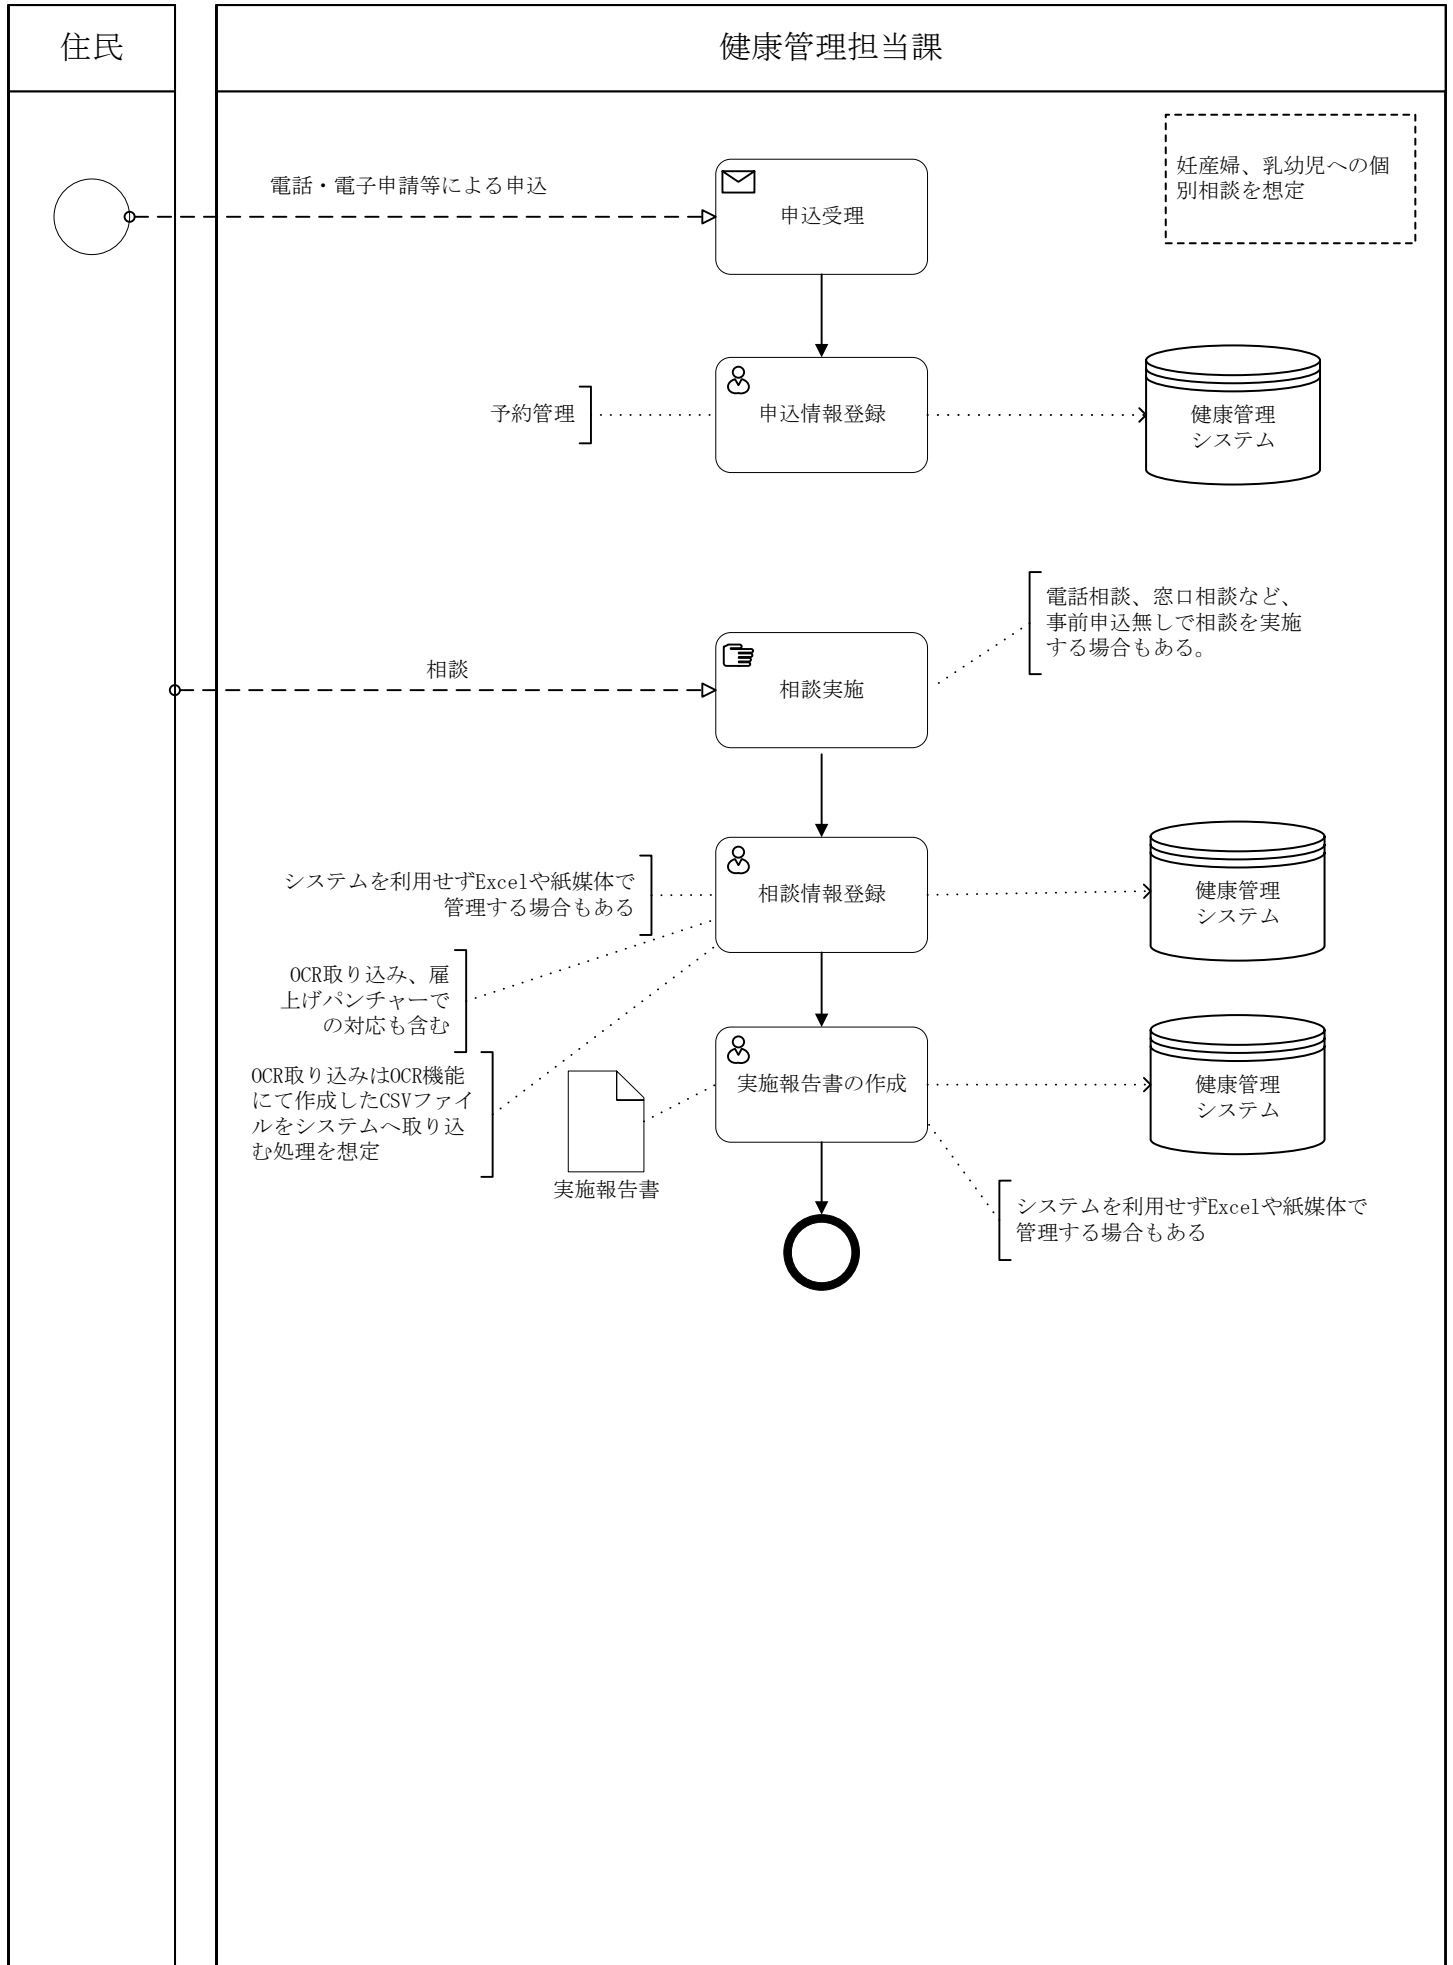 住民
健康管理担当課
電話・電子申請等による申込
申込受理
妊産婦、乳幼児への個
別相談を想定
予約管理
申込情報登録
健康管理
システム
電話相談、窓口相談など、
事前申込無しで相談を実施
する場合もある。
相談
相談実施
システムを利用せずExcelや紙媒体で
管理する場合もある
相談情報登録
健康管理
システム
OCR取り込み、雇
上げパンチャーで
の対応も含む
OCR取り込みはOCR機能
にて作成したCSVファイ
ルをシステムへ取り込
む処理を想定
実施報告書の作成
健康管理
システム
実施報告書
システムを利用せずExcelや紙媒体で
管理する場合もある